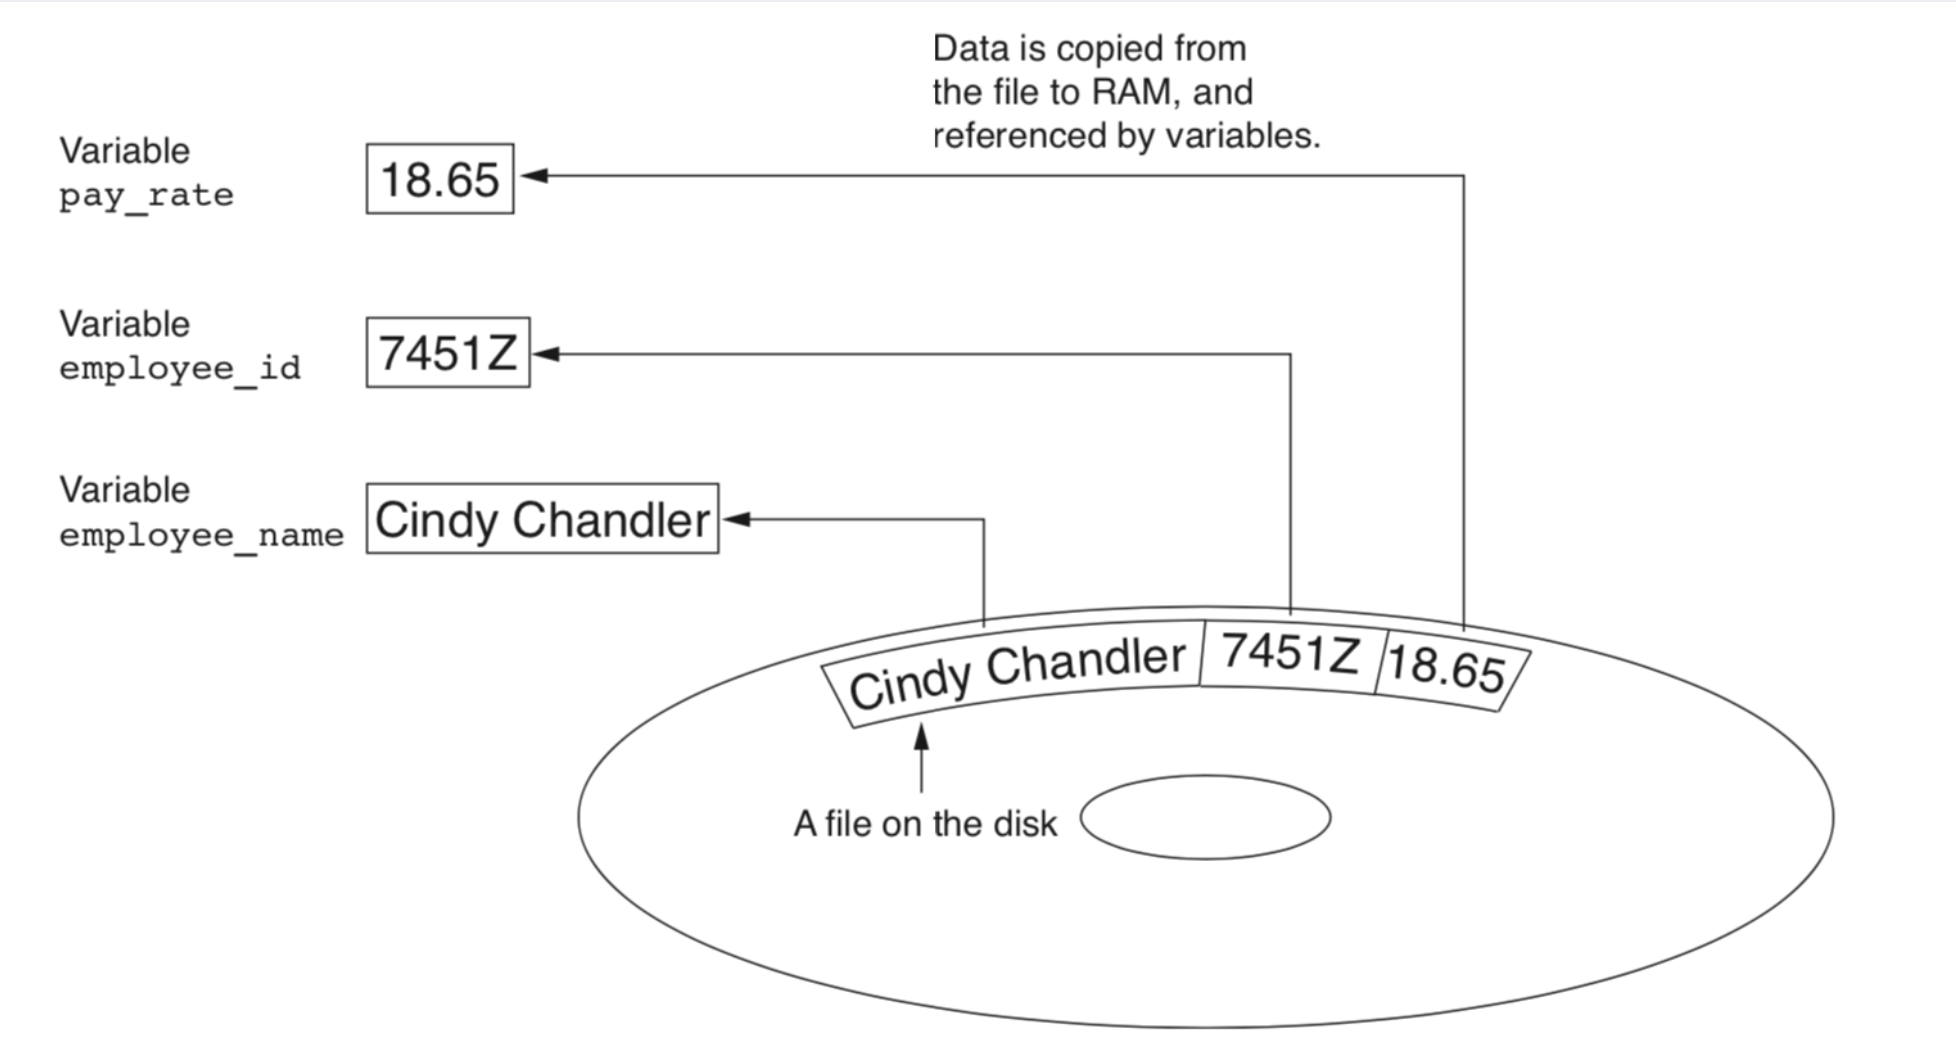 Data is copied from
the file to RAM, and
referenced by variables.
Variable
pay_rate
18.65
Variable
employee_id
7451Z
Variable
employee_name
Cindy Chandler
Cindy Chandler 7451Z 18.65
A file on the disk